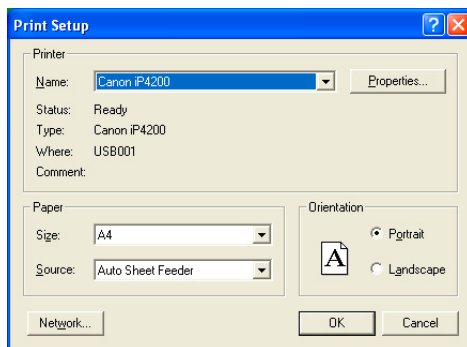 Print Setup
Printer
Name: Canon iP4200 Properties...
Status: Ready
Type: Canon iP4200
Where: USB001
Comment:
Paper
Size: A4
Source: Auto Sheet Feeder
Orientation
A
Portrait
Landscape
Network... OK Cancel